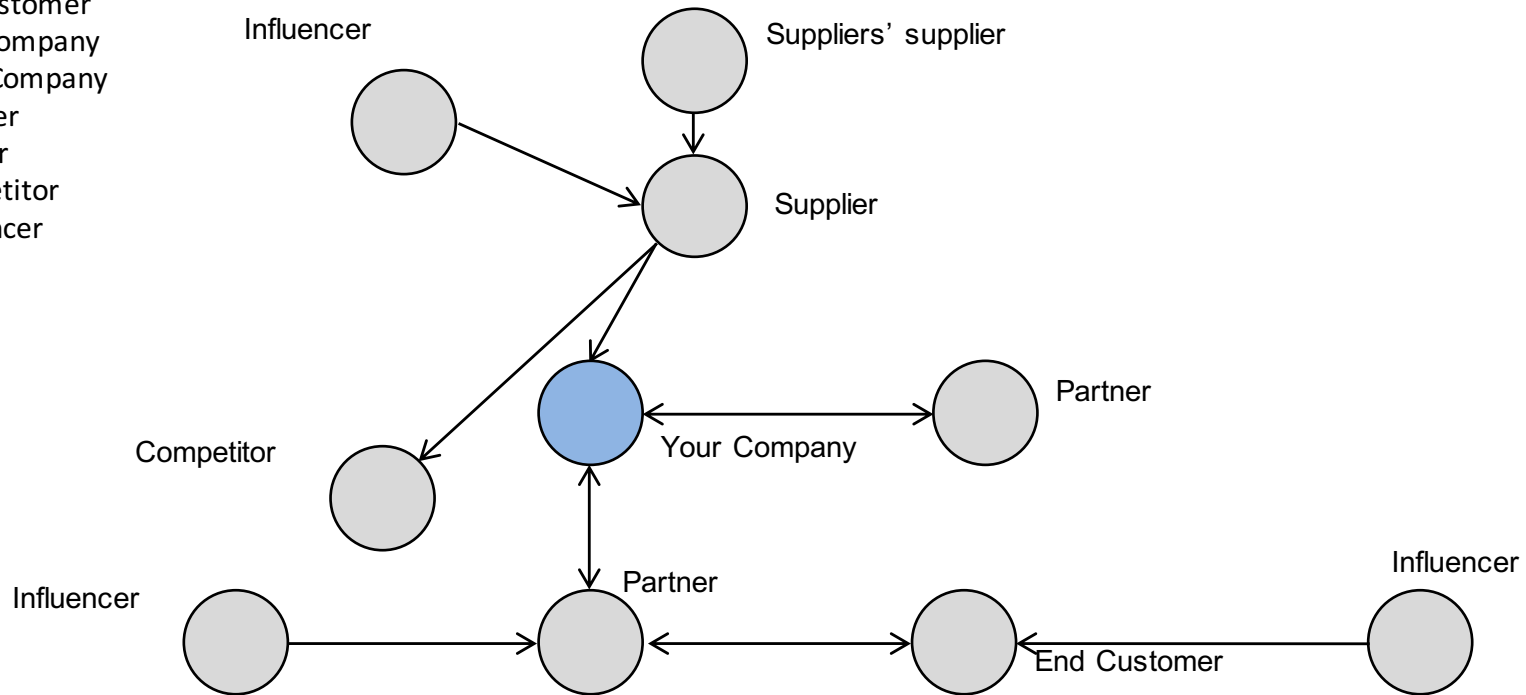 stomer
ompany
Company
er
r
etitor
ncer
Influencer
Suppliers’ supplier
Supplier
Partner
Your Company
Competitor
Partner
Influencer
Influencer
End Customer